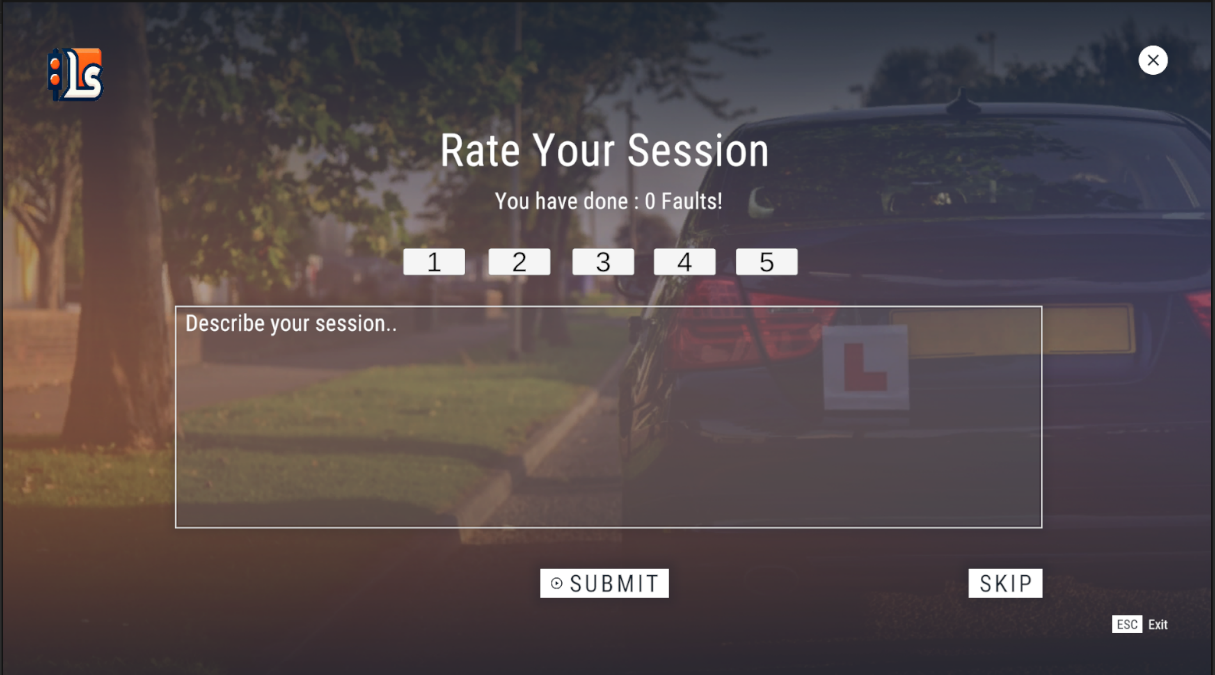 Ls
Rate Your Session
You have done : 0 Faults!
1 2 3 4 5
Describe your session..
L
SUBMIT
SKIP
ESC Exit